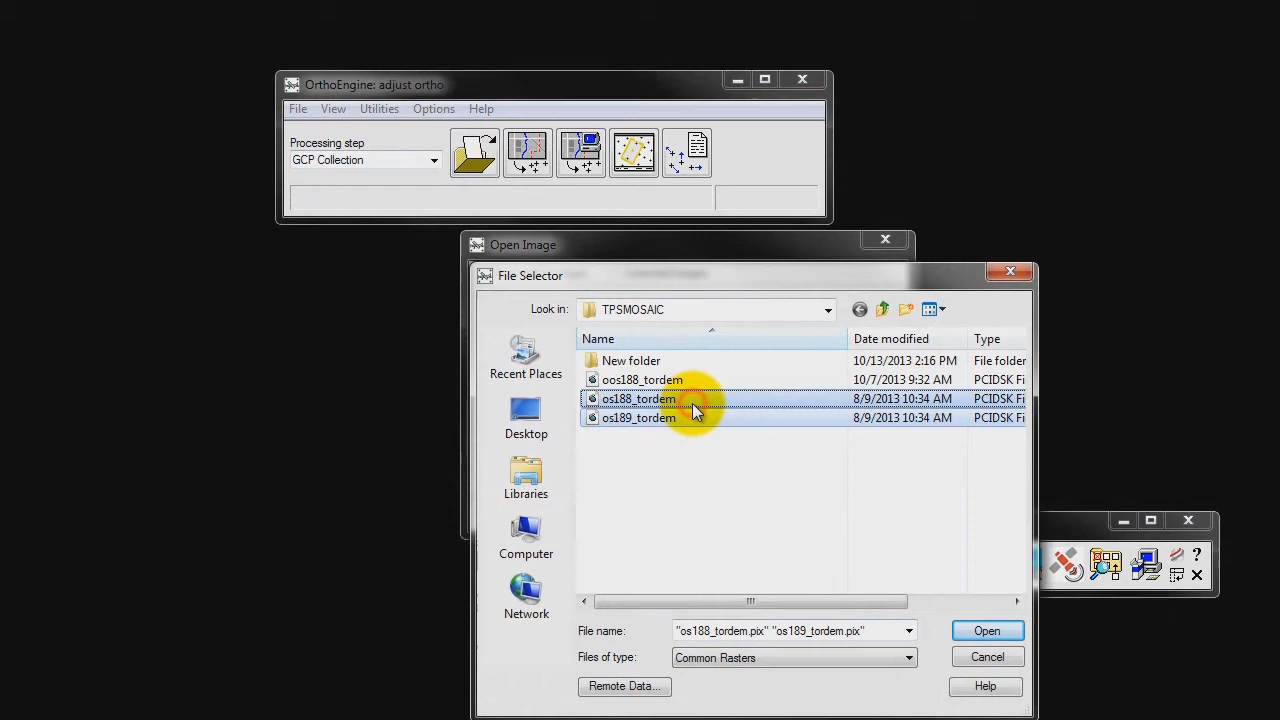 OrthoEngine: adjust ortho
File View Utilities Options Help
Processing step
GCP Collection
Open Image
File Selector
Look in: TPSMOSAIC
Name Date modified Type
New folder 10/13/2013 2:16 PM File folder
oos188_tordem 10/7/2013 9:32 AM PCIDSK Fi
os188_tordem 8/9/2013 10:34 AM PCIDSK Fi
os189_tordem 8/9/2013 10:34 AM PCIDSK Fi
Recent Places
Desktop
Libraries
Computer
Network
File name: "os188_tordem.pix" "os189_tordem.pix" Open
Files of type: Common Rasters Cancel
Remote Data... Help